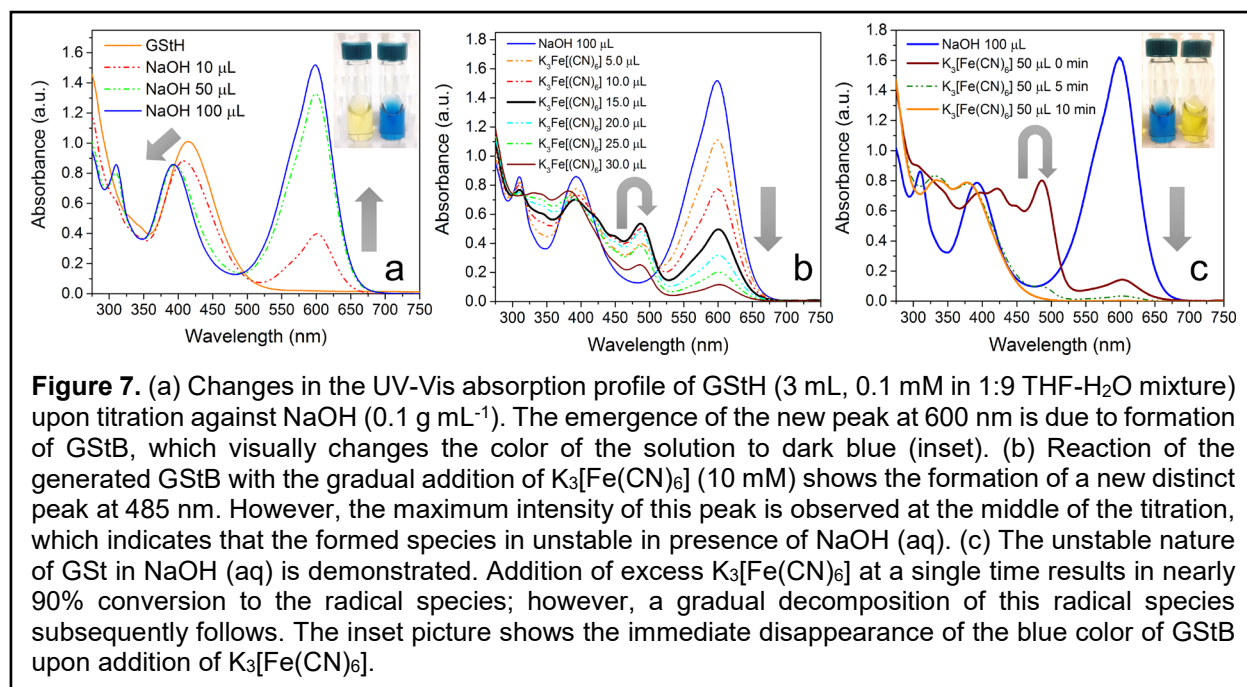 GStH
NaOH 10 μL
NaOH 50 μL
NaOH 100 μL
1.6
1.4
1.2
1.0
0.8
0.6
0.4
0.2
0.0
Absorbance (a.u.)
a
300 350 400 450 500 550 600 650 700 750
Wavelength (nm)
NaOH 100 μL
K₃Fe[(CN)₆] 5.0 μL
K₃Fe[(CN)₆] 10.0 μL
K₃Fe[(CN)₆] 15.0 μL
K₃Fe[(CN)₆] 20.0 μL
K₃Fe[(CN)₆] 25.0 μL
K₃Fe[(CN)₆] 30.0 μL
1.8
1.6
1.4
1.2
1.0
0.8
0.6
0.4
0.2
0.0
Absorbance (a.u.)
b
300 350 400 450 500 550 600 650 700 750
Wavelength (nm)
NaOH 100 μL
K₃[Fe(CN)₆] 50 μL 0 min
K₃[Fe(CN)₆] 50 μL 5 min
K₃[Fe(CN)₆] 50 μL 10 min
1.8
1.6
1.4
1.2
1.0
0.8
0.6
0.4
0.2
0.0
Absorbance (a.u.)
c
300 350 400 450 500 550 600 650 700 750
Wavelength (nm)
Figure 7. (a) Changes in the UV-Vis absorption profile of GStH (3 mL, 0.1 mM in 1:9 THF-H₂O mixture)
upon titration against NaOH (0.1 g mL⁻¹). The emergence of the new peak at 600 nm is due to formation
of GStB, which visually changes the color of the solution to dark blue (inset). (b) Reaction of the
generated GStB with the gradual addition of K₃[Fe(CN)₆] (10 mM) shows the formation of a new distinct
peak at 485 nm. However, the maximum intensity of this peak is observed at the middle of the titration,
which indicates that the formed species in unstable in presence of NaOH (aq). (c) The unstable nature
of GSt in NaOH (aq) is demonstrated. Addition of excess K₃[Fe(CN)₆] at a single time results in nearly
90% conversion to the radical species; however, a gradual decomposition of this radical species
subsequently follows. The inset picture shows the immediate disappearance of the blue color of GStB
upon addition of K₃[Fe(CN)₆].